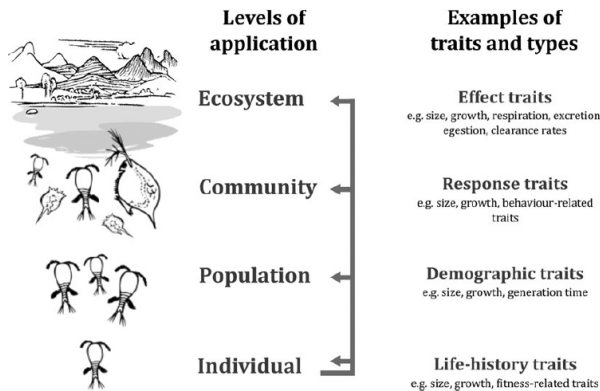 Levels of
application
Examples of
traits and types
Ecosystem
Effect traits
e.g. size, growth, respiration, excretion
egestion, clearance rates
Community
Response traits
e.g. size, growth, behaviour-related
traits
Population
Demographic traits
e.g. size, growth, generation time
Individual
Life-history traits
e.g. size, growth, fitness-related traits